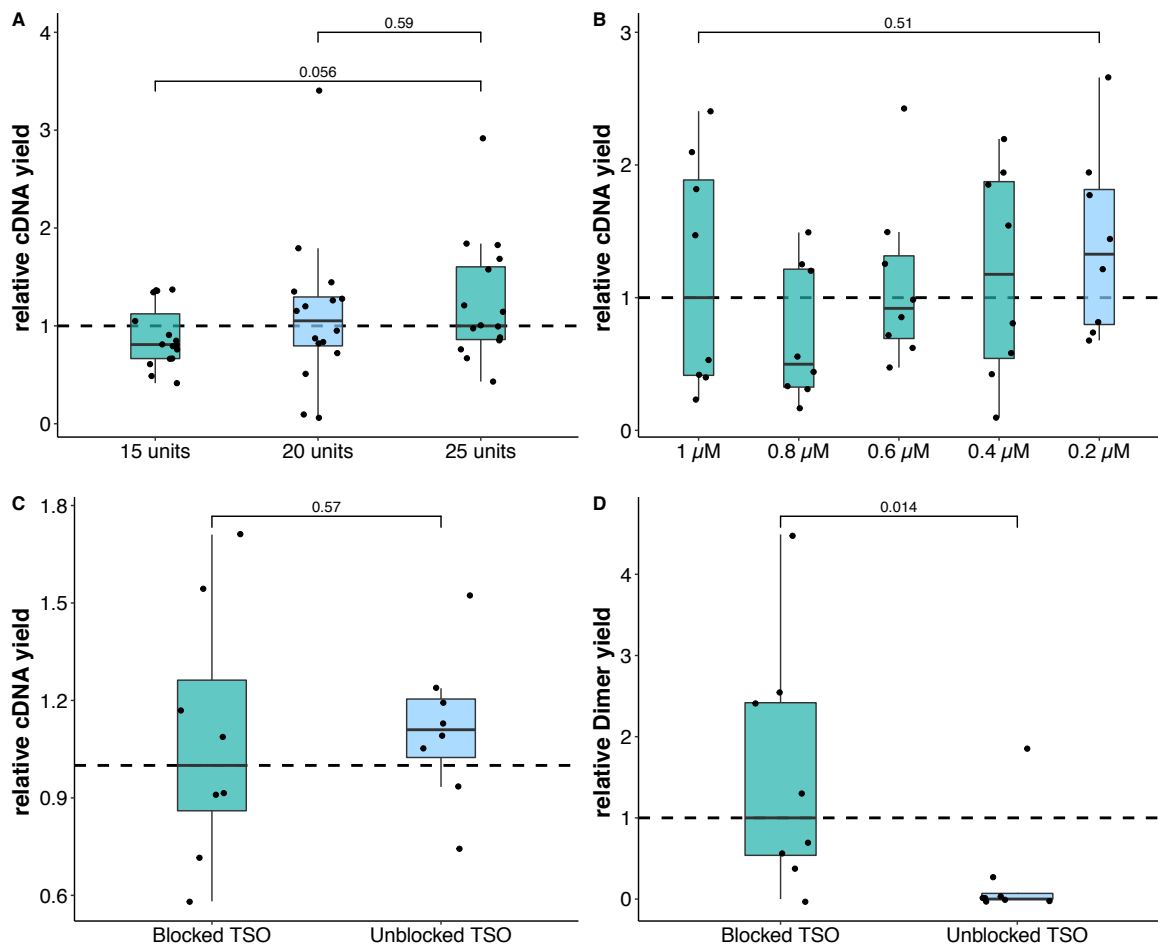 A
relative cDNA yield
4
3
2
1
0
0.59
0.056
15 units
20 units
25 units
B
relative cDNA yield
3
2
1
0
0.51
1 µM
0.8 µM
0.6 µM
0.4 µM
0.2 µM
C
relative cDNA yield
1.8
1.5
1.2
0.9
0.6
0.57
Blocked TSO
Unblocked TSO
D
relative Dimer yield
4
3
2
1
0
0.014
Blocked TSO
Unblocked TSO